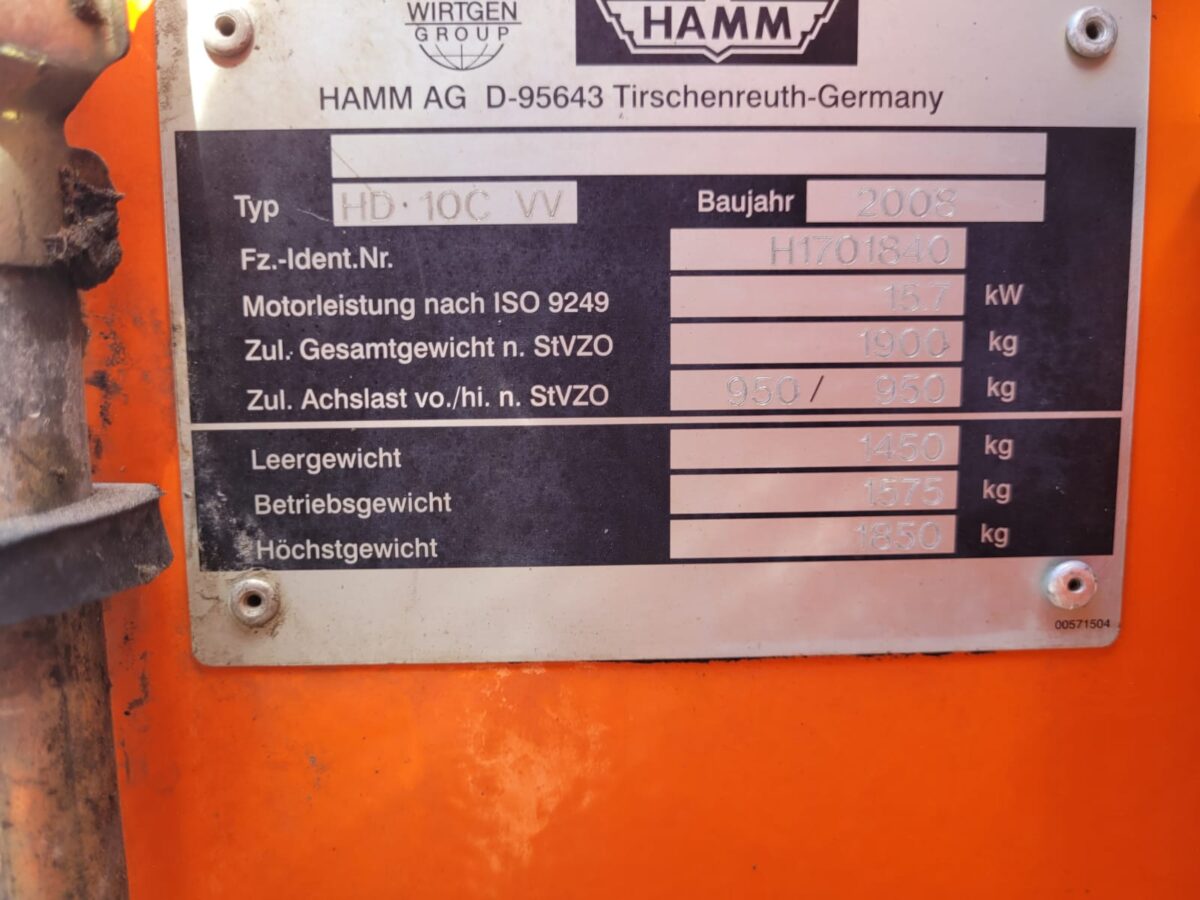 WIRTGEN
GROUP
HAMM
HAMM AG D-95643 Tirschenreuth-Germany
Typ HD·10C VV Baujahr 2008
Fz.-Ident.Nr. H1701840
Motorleistung nach ISO 9249 15.7 kW
Zul. Gesamtgewicht n. StVZO 1900 kg
Zul. Achslast vo./hi. n. StVZO 950 / 950 kg
Leergewicht 1450 kg
Betriebsgewicht 1575 kg
Höchstgewicht 1850 kg
00571504